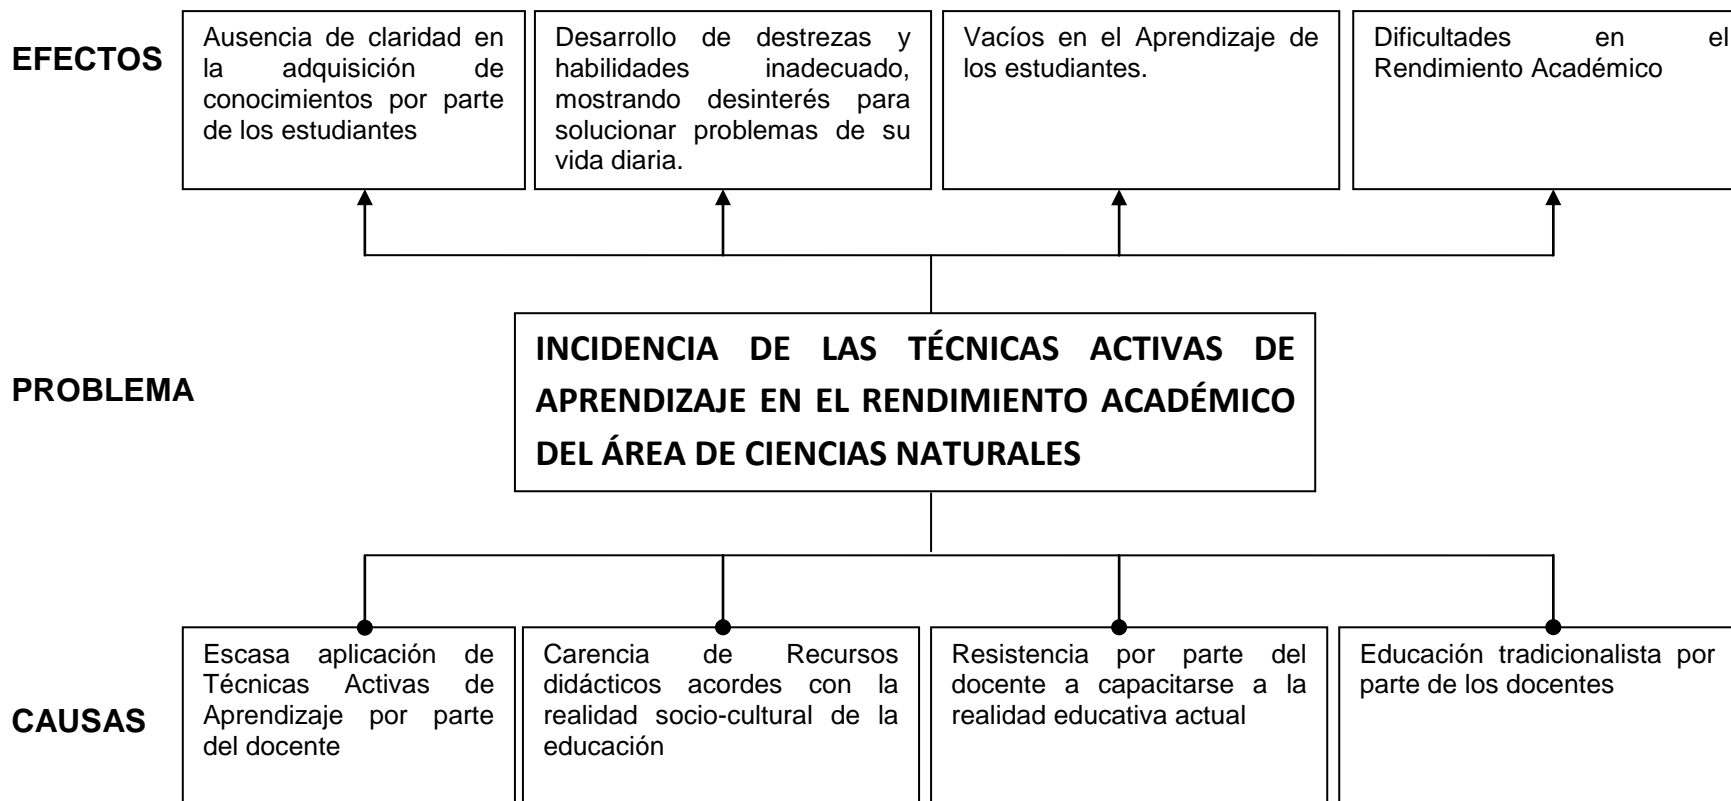 EFECTOS
Ausencia de claridad en
la adquisición de
conocimientos por parte
de los estudiantes
Desarrollo de destrezas y
habilidades inadecuado,
mostrando desinterés para
solucionar problemas de su
vida diaria.
Vacíos en el Aprendizaje de
los estudiantes.
Dificultades en el
Rendimiento Académico
PROBLEMA
INCIDENCIA DE LAS TÉCNICAS ACTIVAS DE
APRENDIZAJE EN EL RENDIMIENTO ACADÉMICO
DEL ÁREA DE CIENCIAS NATURALES
CAUSAS
Escasa aplicación de
Técnicas Activas de
Aprendizaje por parte
del docente
Carencia de Recursos
didácticos acordes con la
realidad socio-cultural de la
educación
Resistencia por parte del
docente a capacitarse a la
realidad educativa actual
Educación tradicionalista por
parte de los docentes